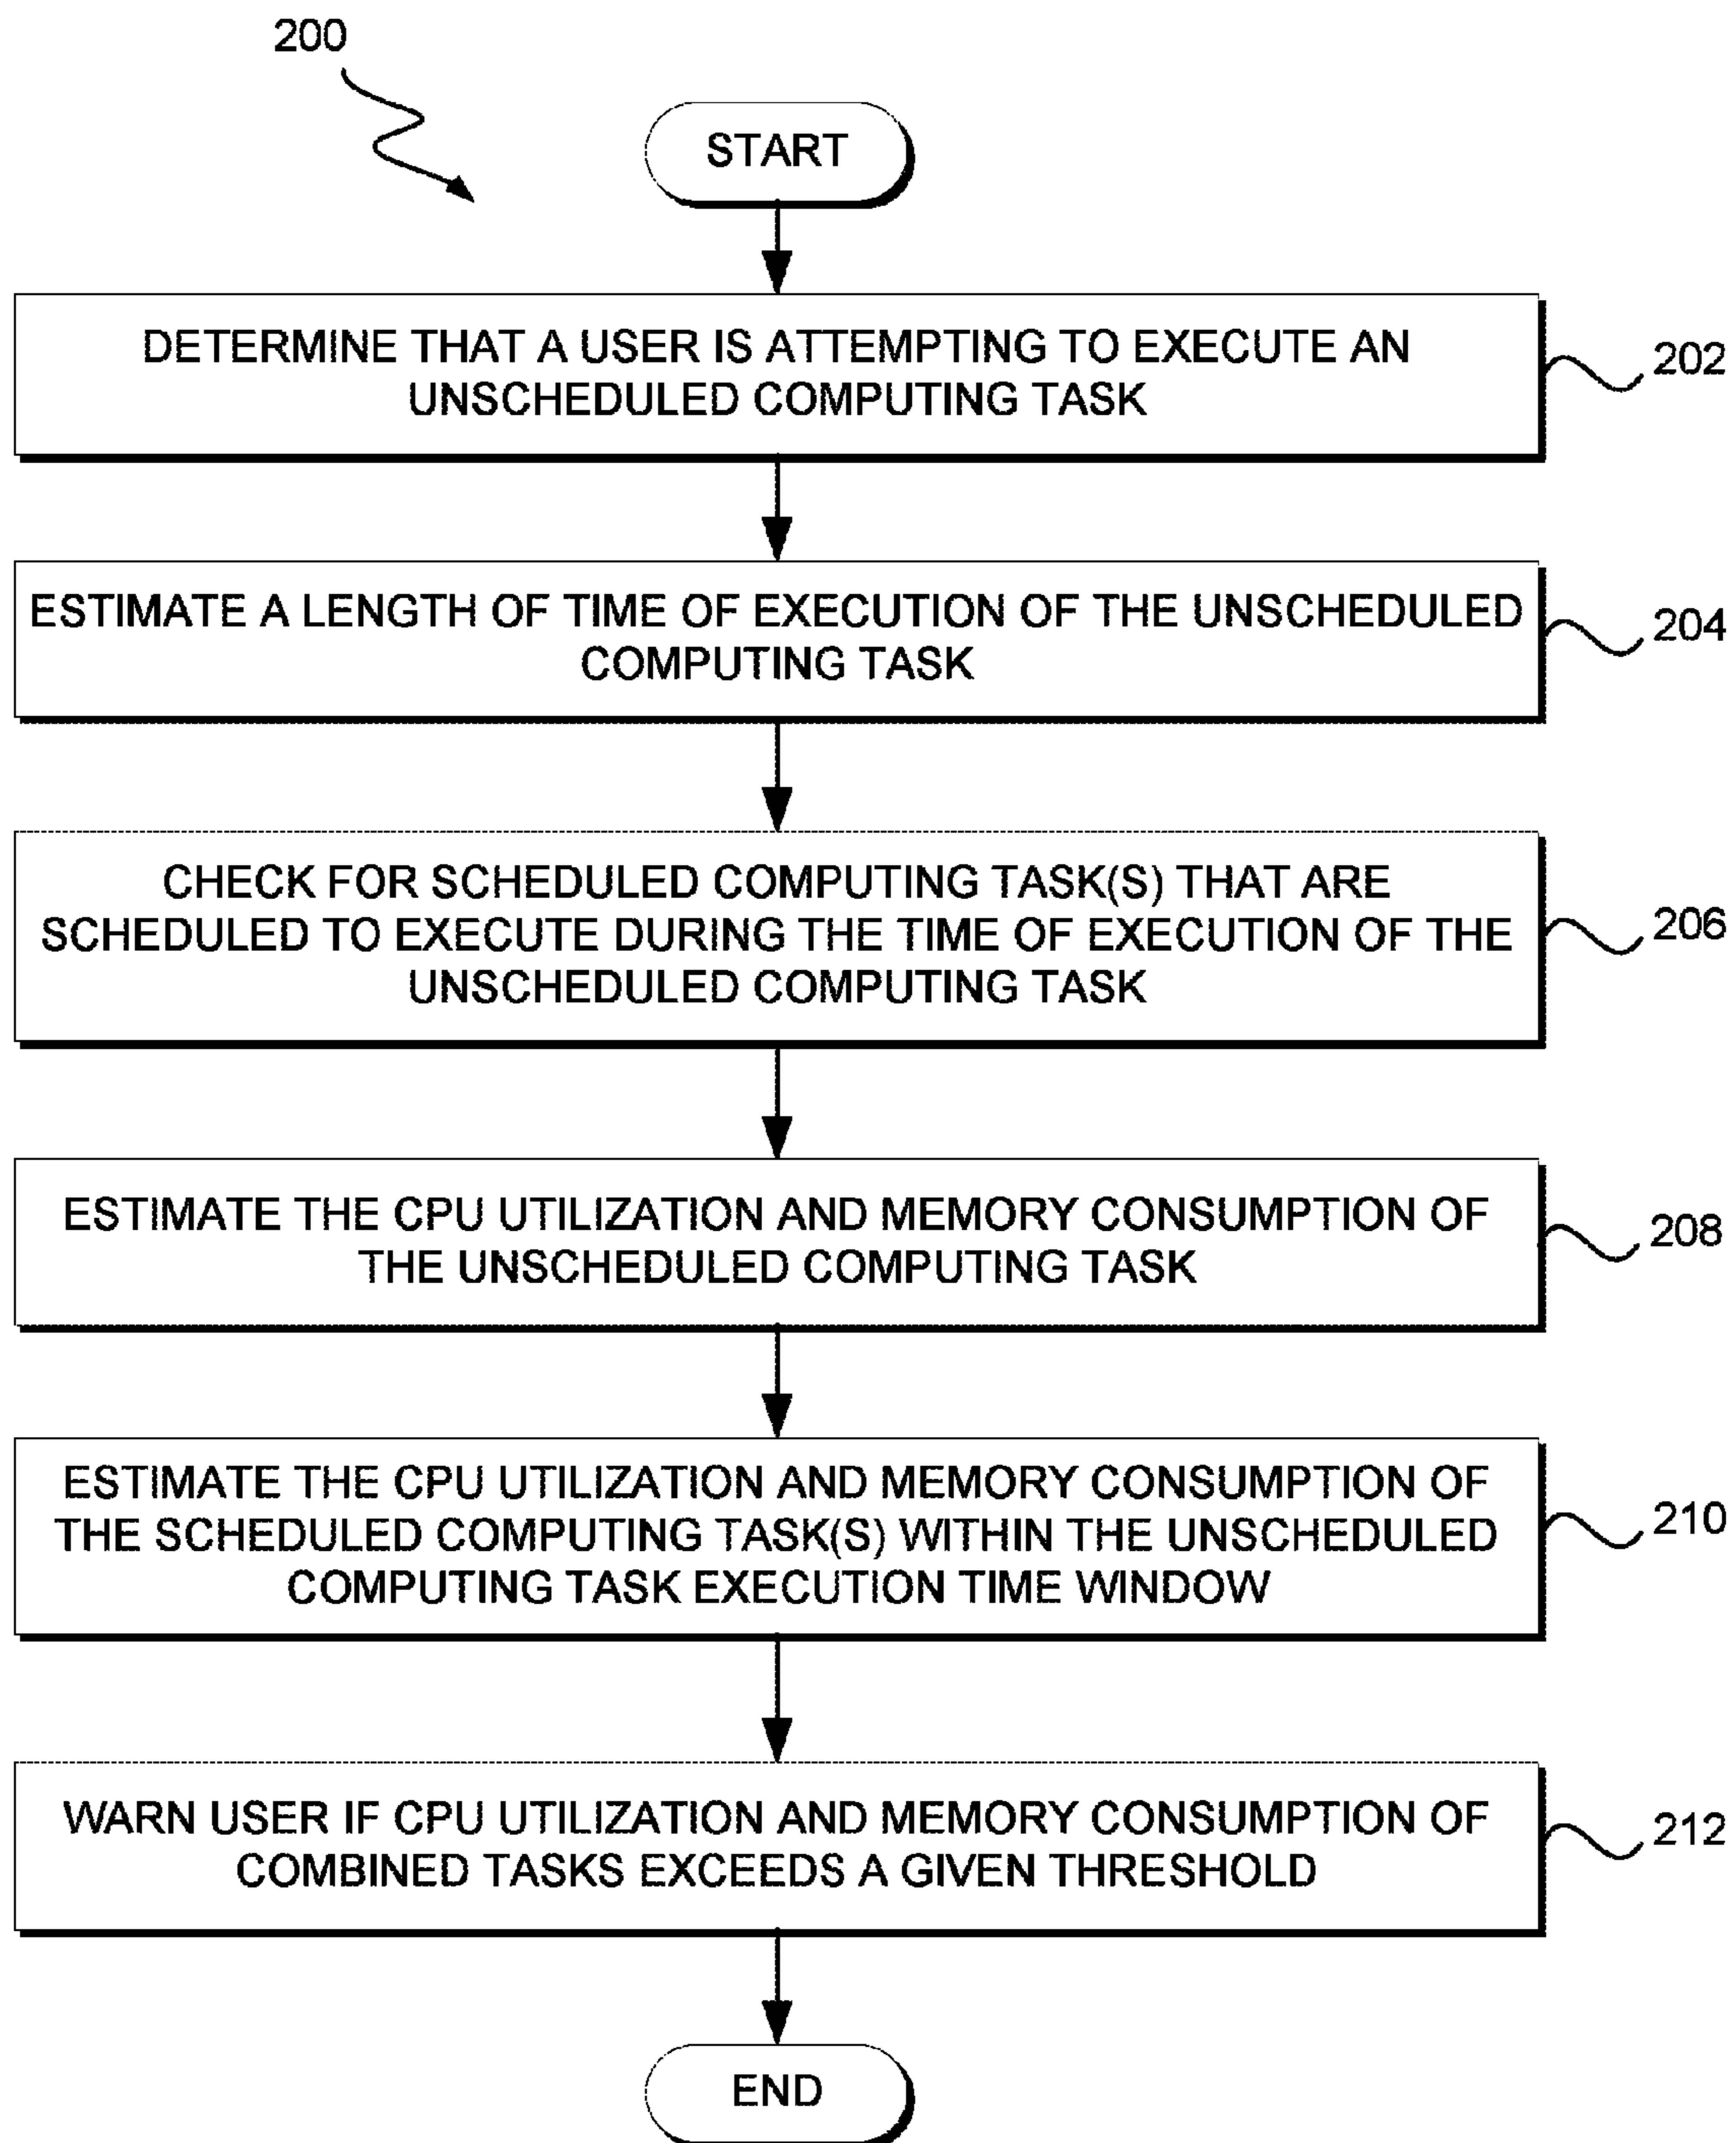 200
START
DETERMINE THAT A USER IS ATTEMPTING TO EXECUTE AN
UNSCHEDULED COMPUTING TASK
202
ESTIMATE A LENGTH OF TIME OF EXECUTION OF THE UNSCHEDULED
COMPUTING TASK
204
CHECK FOR SCHEDULED COMPUTING TASK(S) THAT ARE
SCHEDULED TO EXECUTE DURING THE TIME OF EXECUTION OF THE
UNSCHEDULED COMPUTING TASK
206
ESTIMATE THE CPU UTILIZATION AND MEMORY CONSUMPTION OF
THE UNSCHEDULED COMPUTING TASK
208
ESTIMATE THE CPU UTILIZATION AND MEMORY CONSUMPTION OF
THE SCHEDULED COMPUTING TASK(S) WITHIN THE UNSCHEDULED
COMPUTING TASK EXECUTION TIME WINDOW
210
WARN USER IF CPU UTILIZATION AND MEMORY CONSUMPTION OF
COMBINED TASKS EXCEEDS A GIVEN THRESHOLD
212
END